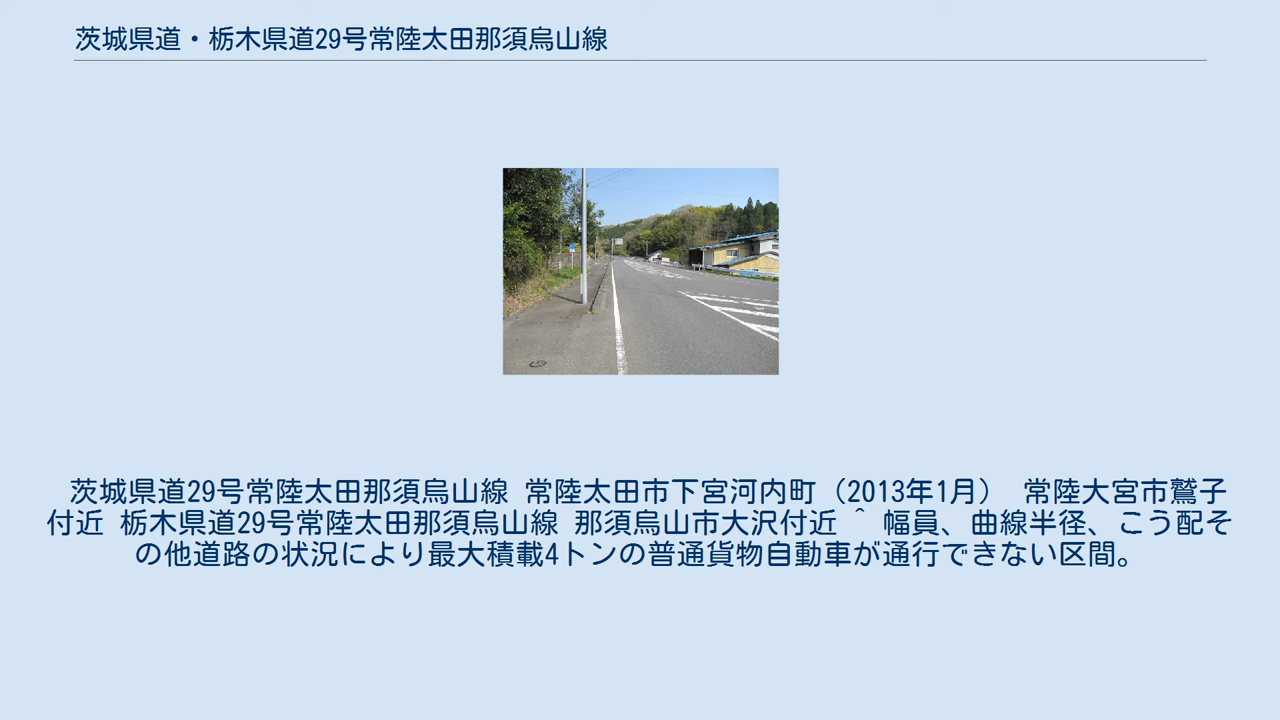 茨城県道・栃木県道29号常陸太田那須烏山線
茨城県道29号常陸太田那須烏山線 常陸太田市下宮河内町（2013年1月） 常陸大宮市鷲子
付近 栃木県道29号常陸太田那須烏山線 那須烏山市大沢付近 ^ 幅員、曲線半径、こう配そ
の他道路の状況により最大積載4トンの普通貨物自動車が通行できない区間。